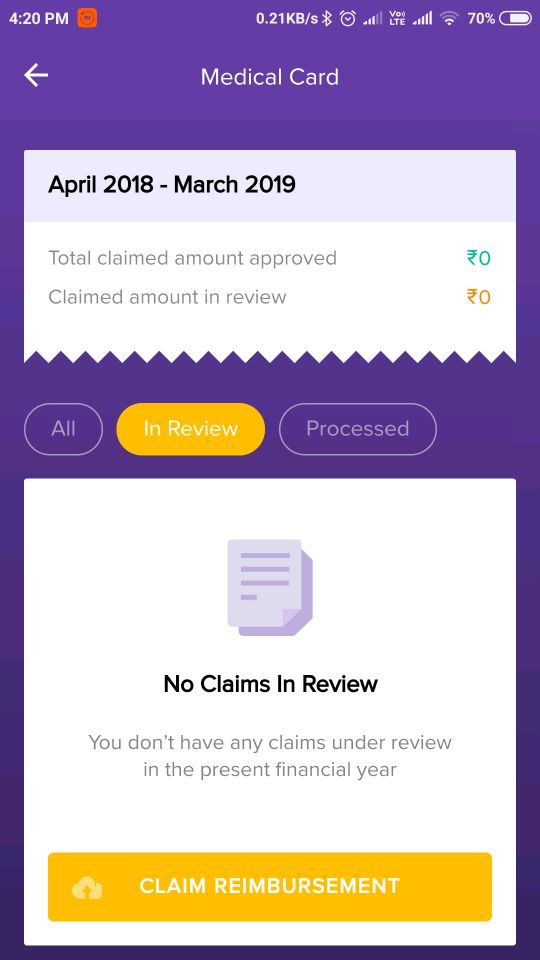 4:20 PM 0.21KB/s Vo) LTE 70%
Medical Card
April 2018 - March 2019
Total claimed amount approved ₹0
Claimed amount in review ₹0
All In Review Processed
No Claims In Review
You don’t have any claims under review
in the present financial year
CLAIM REIMBURSEMENT